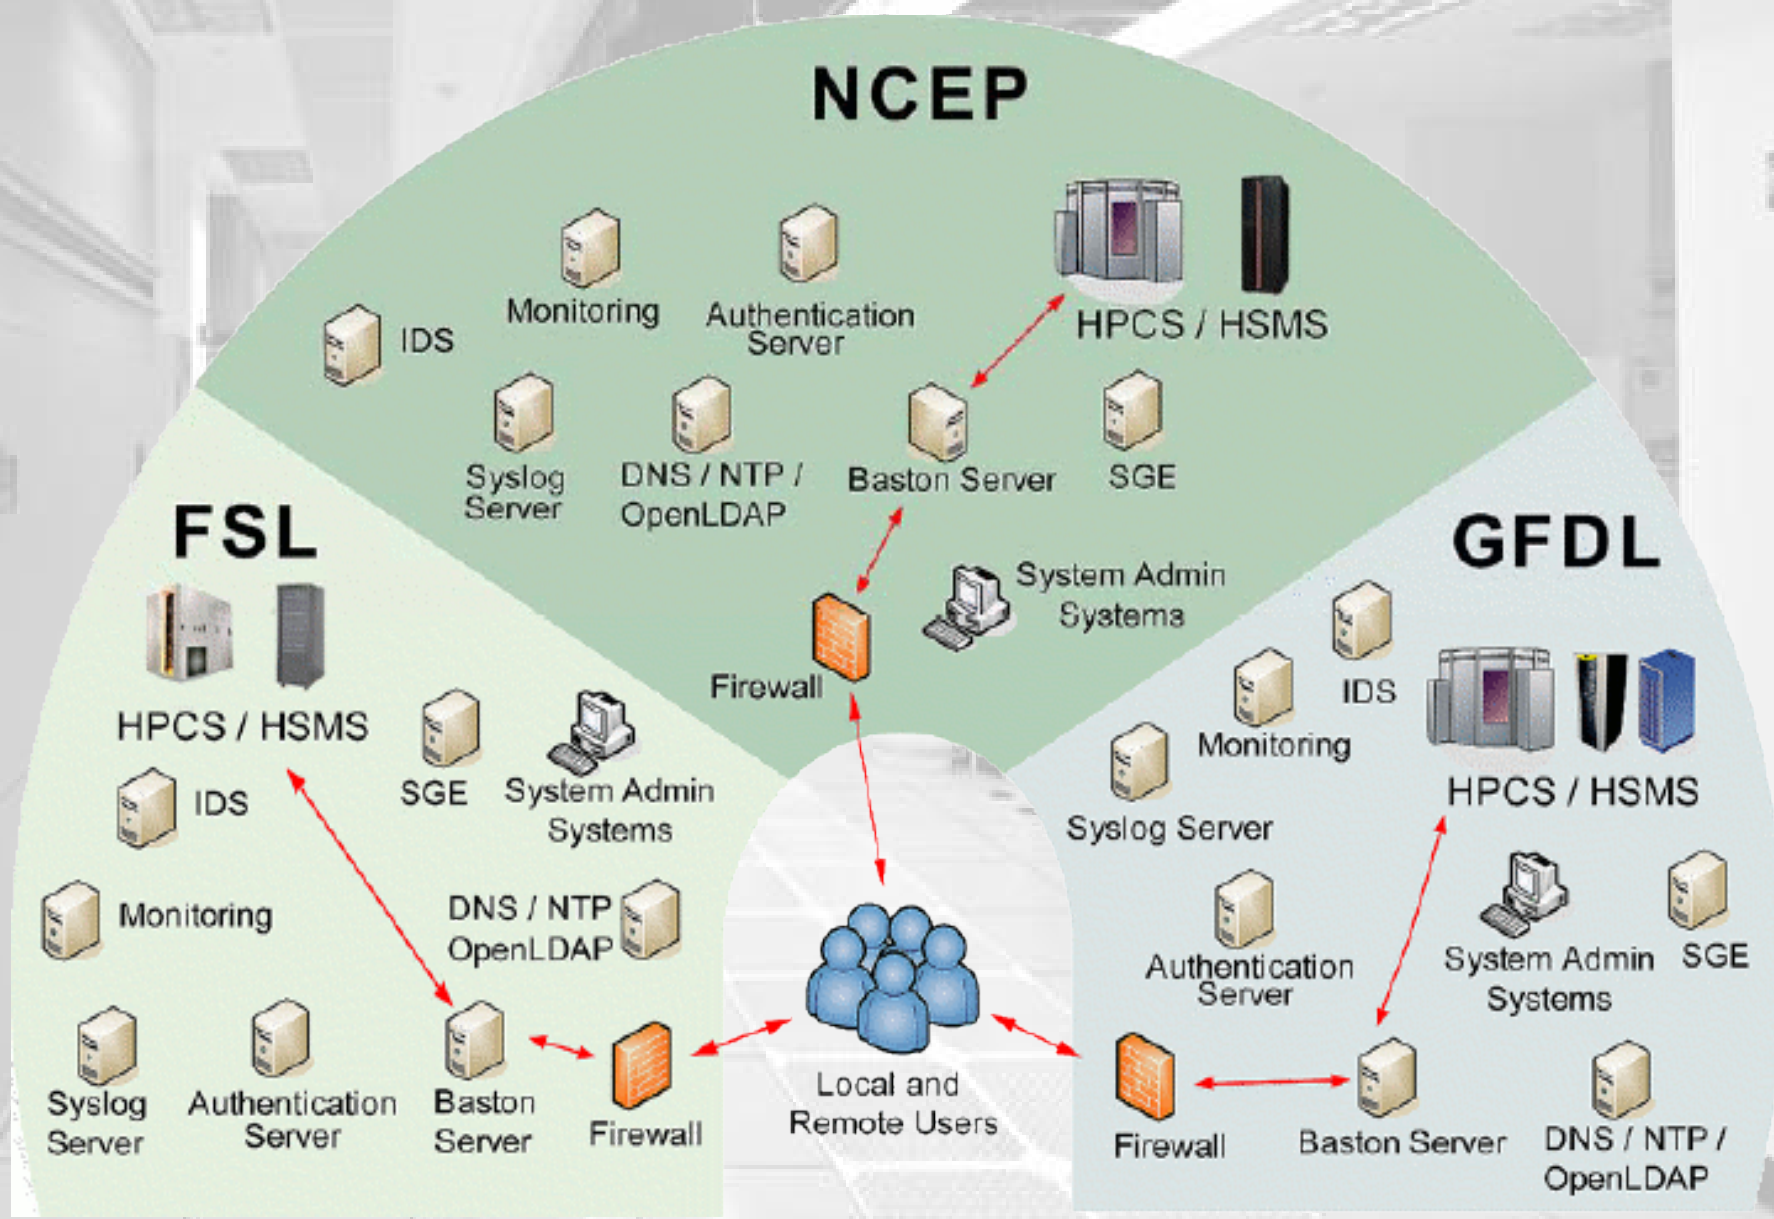 NCEP
Monitoring
Authentication
Server
HPCS / HSMS
IDS
Syslog
Server
DNS / NTP /
OpenLDAP
Baston Server
SGE
System Admin
Systems
Firewall
FSL
HPCS / HSMS
SGE
System Admin
Systems
IDS
Monitoring
DNS / NTP
OpenLDAP
Syslog
Server
Authentication
Server
Baston
Server
Firewall
Local and
Remote Users
GFDL
IDS
Monitoring
HPCS / HSMS
Syslog Server
Authentication
Server
System Admin
Systems
SGE
Firewall
Baston Server
DNS / NTP /
OpenLDAP